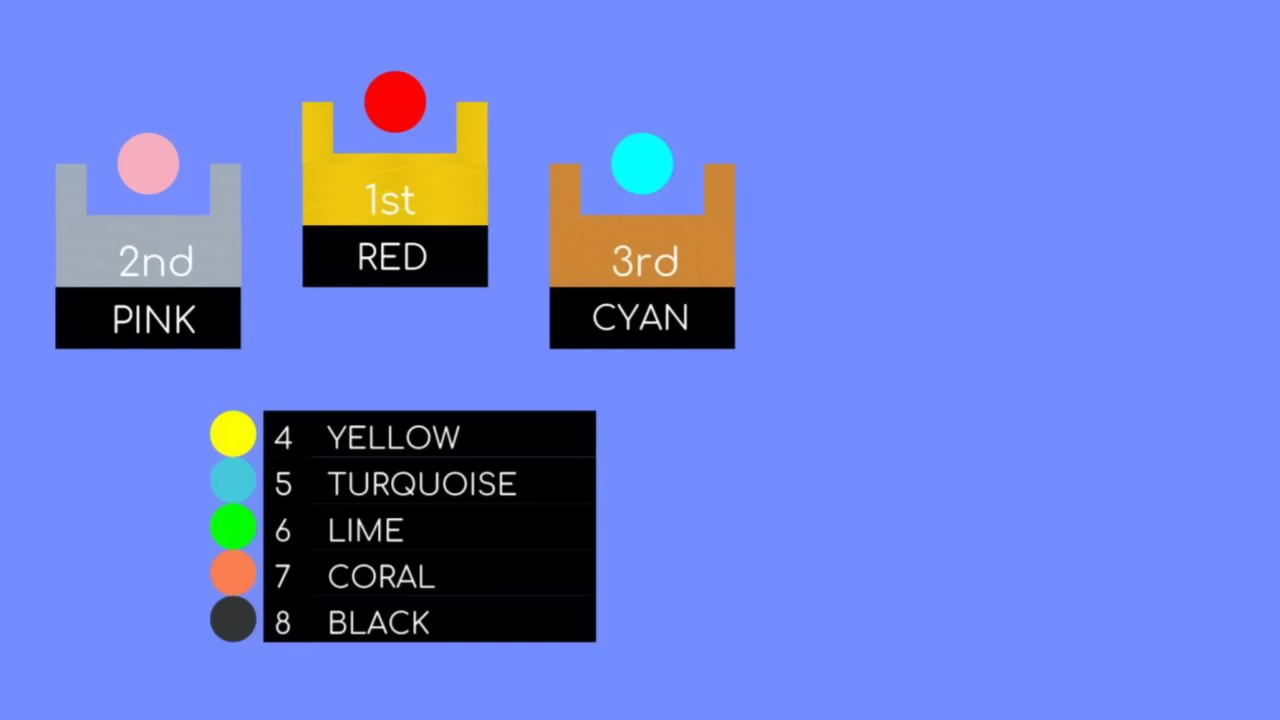 1st
RED
2nd
PINK
3rd
CYAN
4 YELLOW
5 TURQUOISE
6 LIME
7 CORAL
8 BLACK